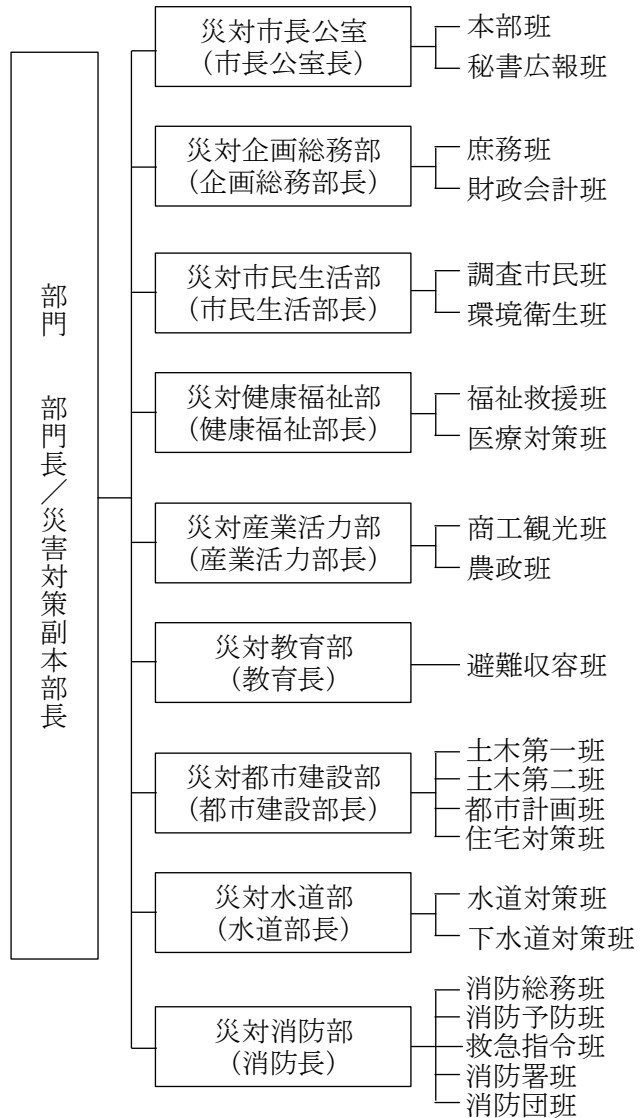 部門　部門長／災害対策副本部長
災対市長公室
(市長公室長)
本部班
秘書広報班
災対企画総務部
(企画総務部長)
庶務班
財政会計班
災対市民生活部
(市民生活部長)
調査市民班
環境衛生班
災対健康福祉部
(健康福祉部長)
福祉救援班
医療対策班
災対産業活力部
(産業活力部長)
商工観光班
農政班
災対教育部
(教育長)
避難収容班
災対都市建設部
(都市建設部長)
土木第一班
土木第二班
都市計画班
住宅対策班
災対水道部
(水道部長)
水道対策班
下水道対策班
災対消防部
(消防長)
消防総務班
消防予防班
救急指令班
消防署班
消防団班